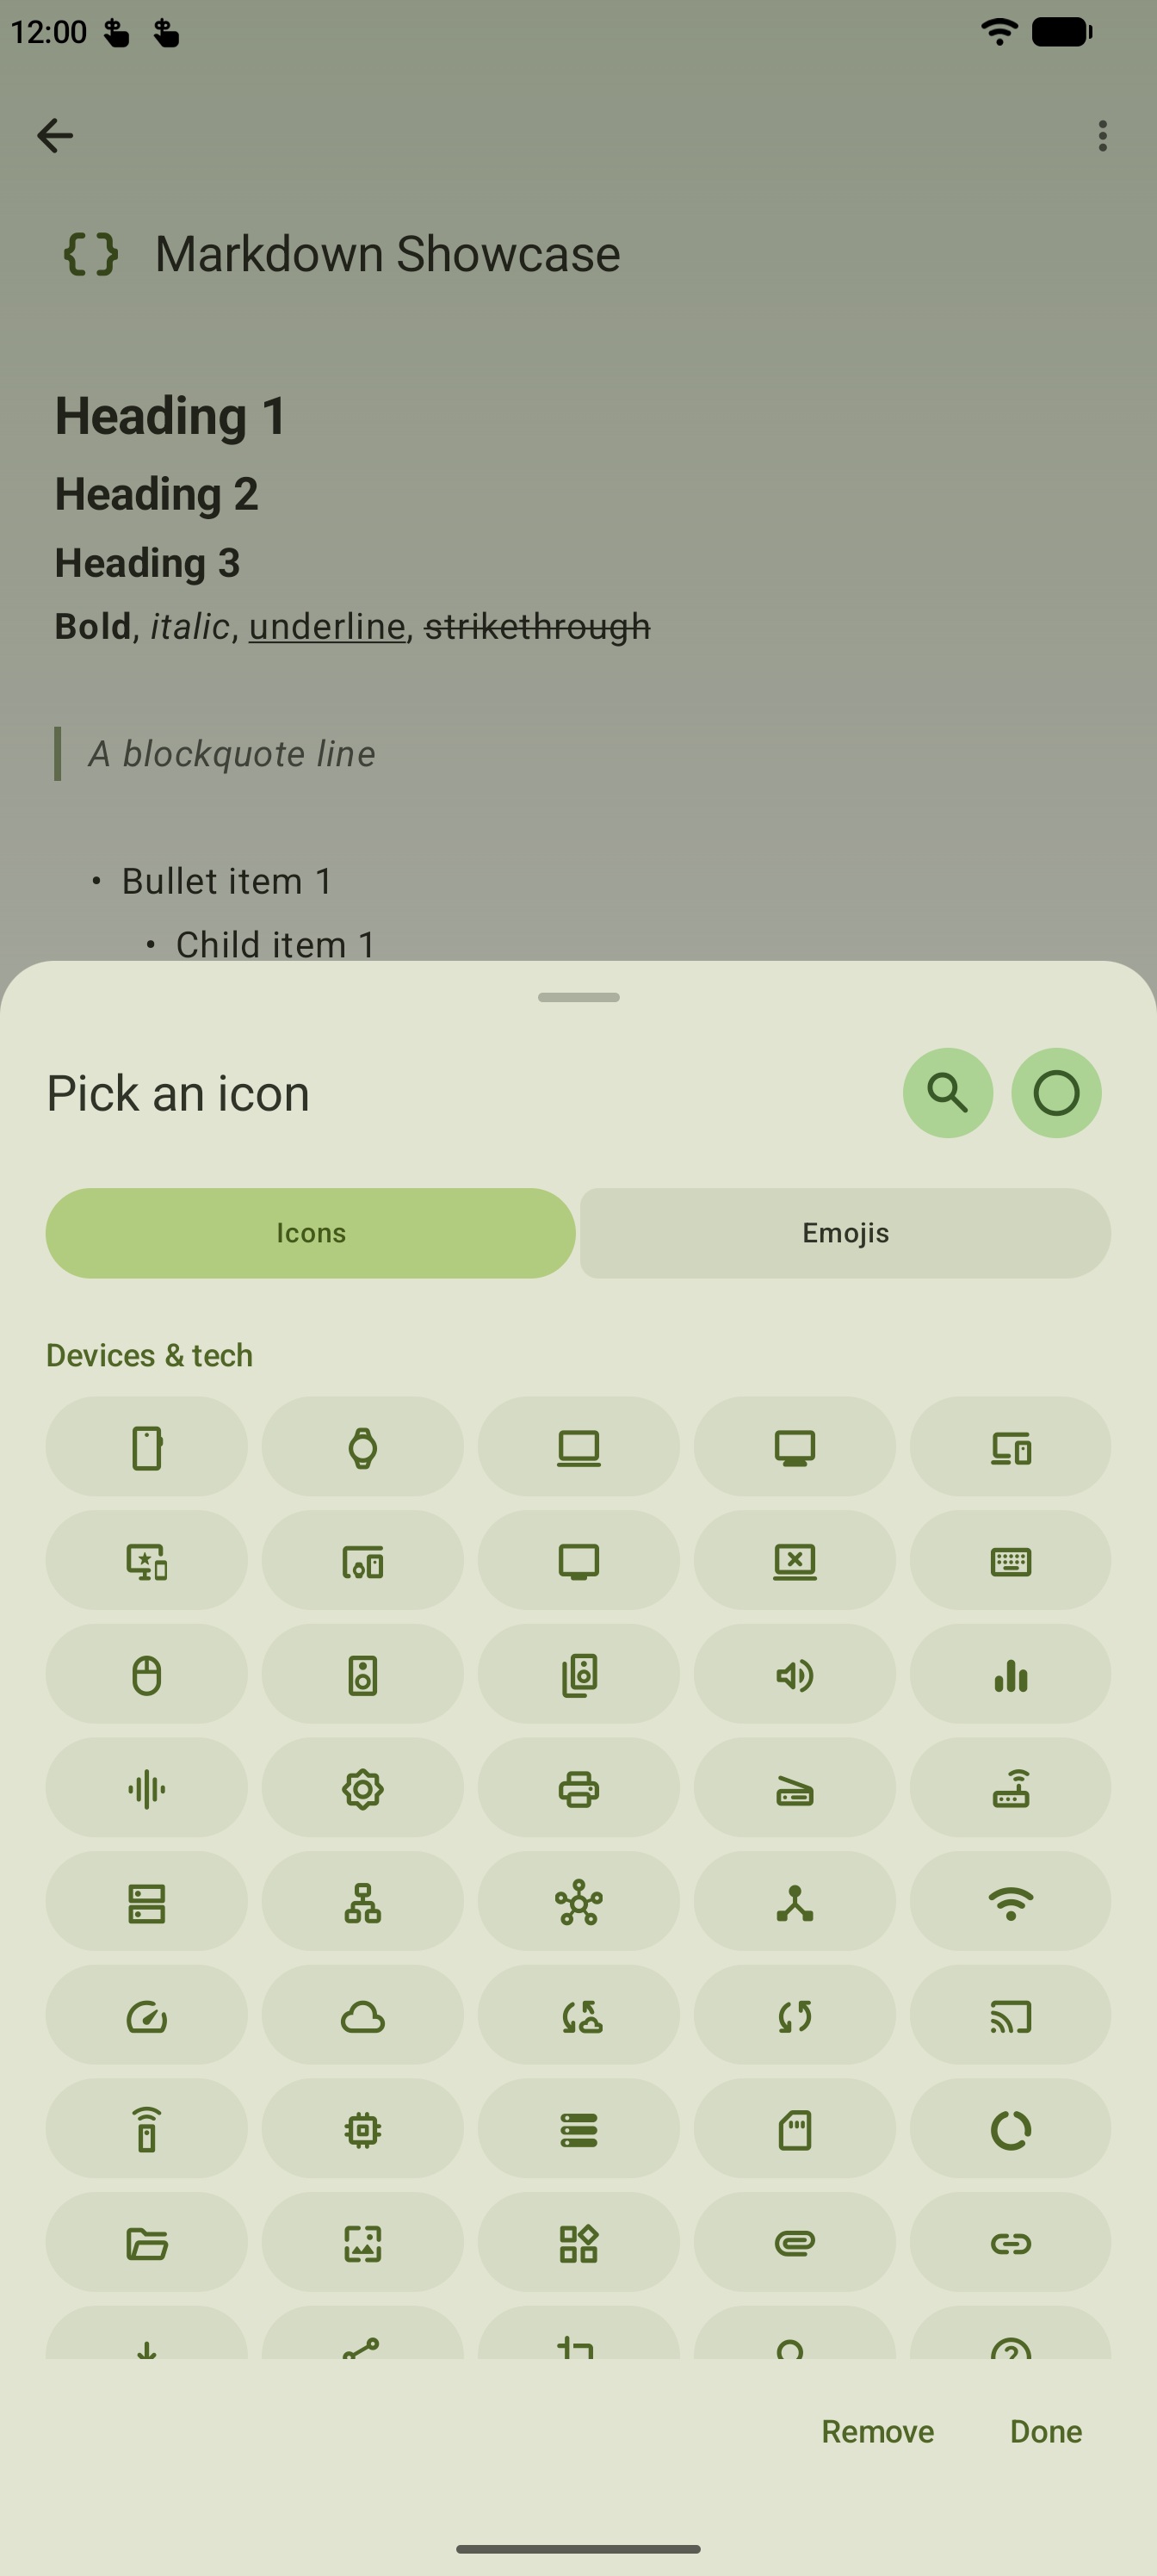 12:00
Markdown Showcase
Heading 1
Heading 2
Heading 3
Bold, italic, underline, strikethrough
A blockquote line
• Bullet item 1
• Child item 1
Pick an icon
Icons
Emojis
Devices & tech
Remove
Done